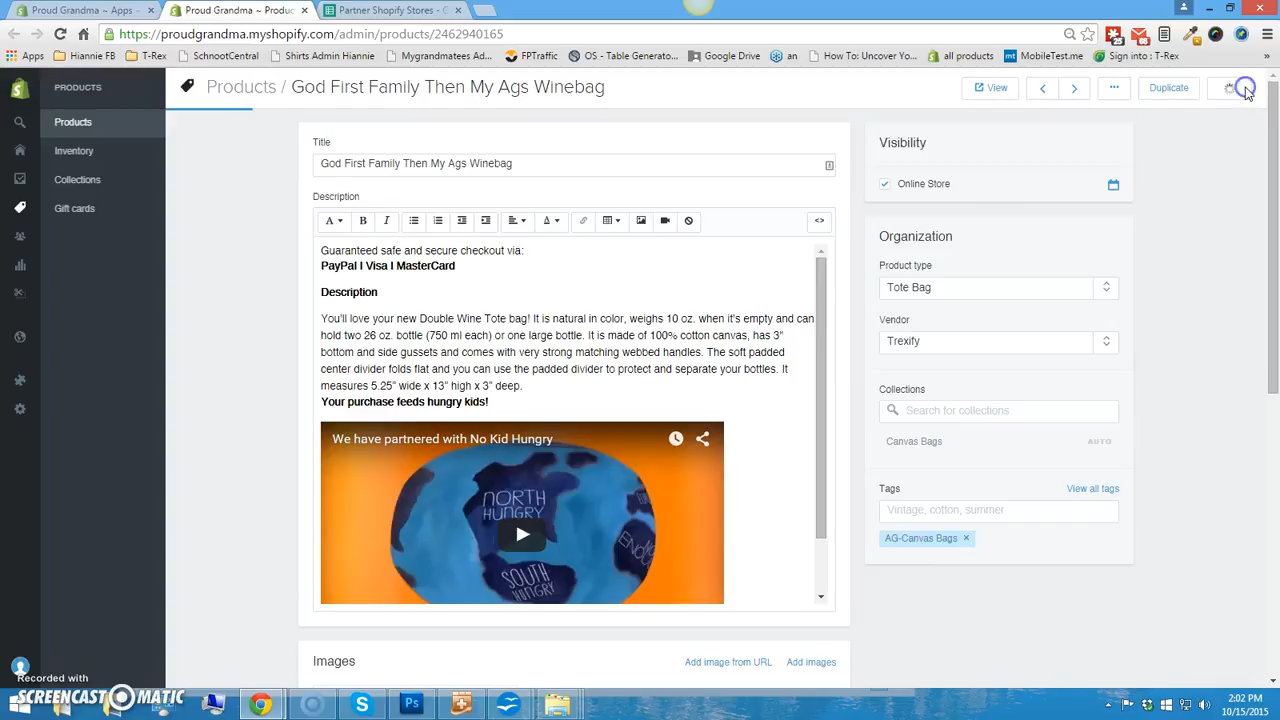 Proud Grandma ~ Apps -
Proud Grandma ~ Produc
Partner Shopify Stores - G
https://proudgrandma.myshopify.com/admin/products/2462940165
Apps Hiannie FB T-Rex SchnootCentral Shirts Admin Hiannie Mygranimatees Ad... FPTraffic OS - Table Generato... Google Drive an How To: Uncover Yo... all products MobileTest.me Sign into : T-Rex »
PRODUCTS
Products
Inventory
Collections
Gift cards
Products / God First Family Then My Ags Winebag
View ... Duplicate
Title
God First Family Then My Ags Winebag
Description
A B I A <>
Guaranteed safe and secure checkout via:
PayPal I Visa I MasterCard
Description
You'll love your new Double Wine Tote bag! It is natural in color, weighs 10 oz. when it's empty and can
hold two 26 oz. bottle (750 ml each) or one large bottle. It is made of 100% cotton canvas, has 3"
bottom and side gussets and comes with very strong matching webbed handles. The soft padded
center divider folds flat and you can use the padded divider to protect and separate your bottles. It
measures 5.25" wide x 13" high x 3" deep.
Your purchase feeds hungry kids!
We have partnered with No Kid Hungry
NORTH
HUNGRY
SOUTH
HUNGRY
Images
Add image from URL Add images
Visibility
Online Store
Organization
Product type
Tote Bag
Vendor
Trexify
Collections
Search for collections
Canvas Bags AUTO
Tags View all tags
Vintage, cotton, summer
AG-Canvas Bags ×
Recorded with
SCREENCAST MATIC
2:02 PM
10/15/2015